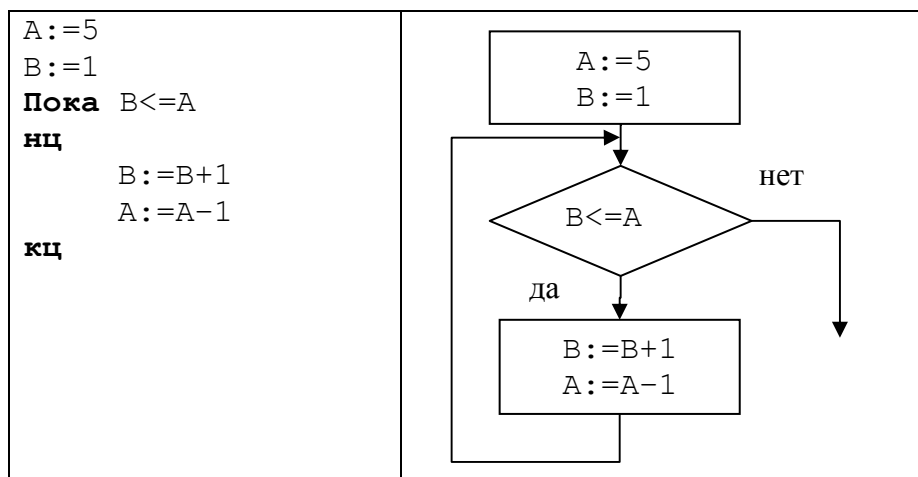 A:=5
B:=1
Пока B<=A
нц
B:=B+1
A:=A-1
кц
A:=5
B:=1
B<=A
нет
да
B:=B+1
A:=A-1